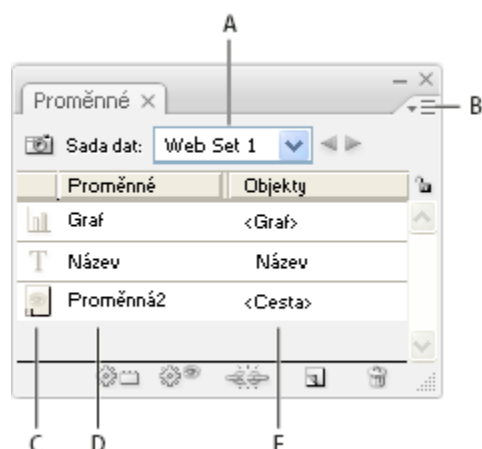 A
Proměnné
B
Sada dat: Web Set 1
Proměnné Objekty
Graf <Graf>
T Název Název
Proměnná2 <Cesta>
C D E